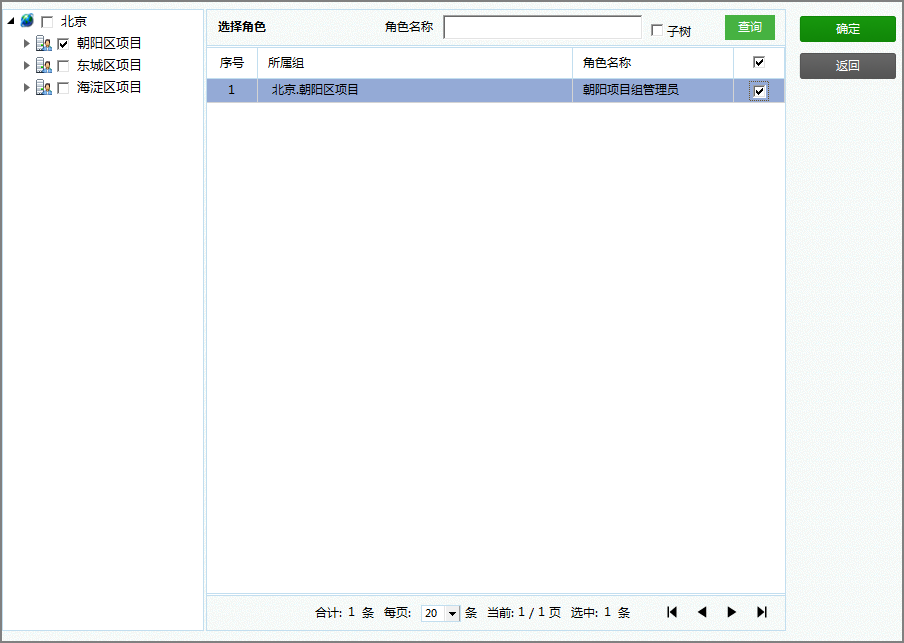 北京
朝阳区项目
东城区项目
海淀区项目
选择角色 角色名称 子树 查询
序号 所属组 角色名称
1 北京.朝阳区项目 朝阳项目组管理员
合计: 1 条 每页: 20 条 当前: 1 / 1 页 选中: 1 条
确定
返回